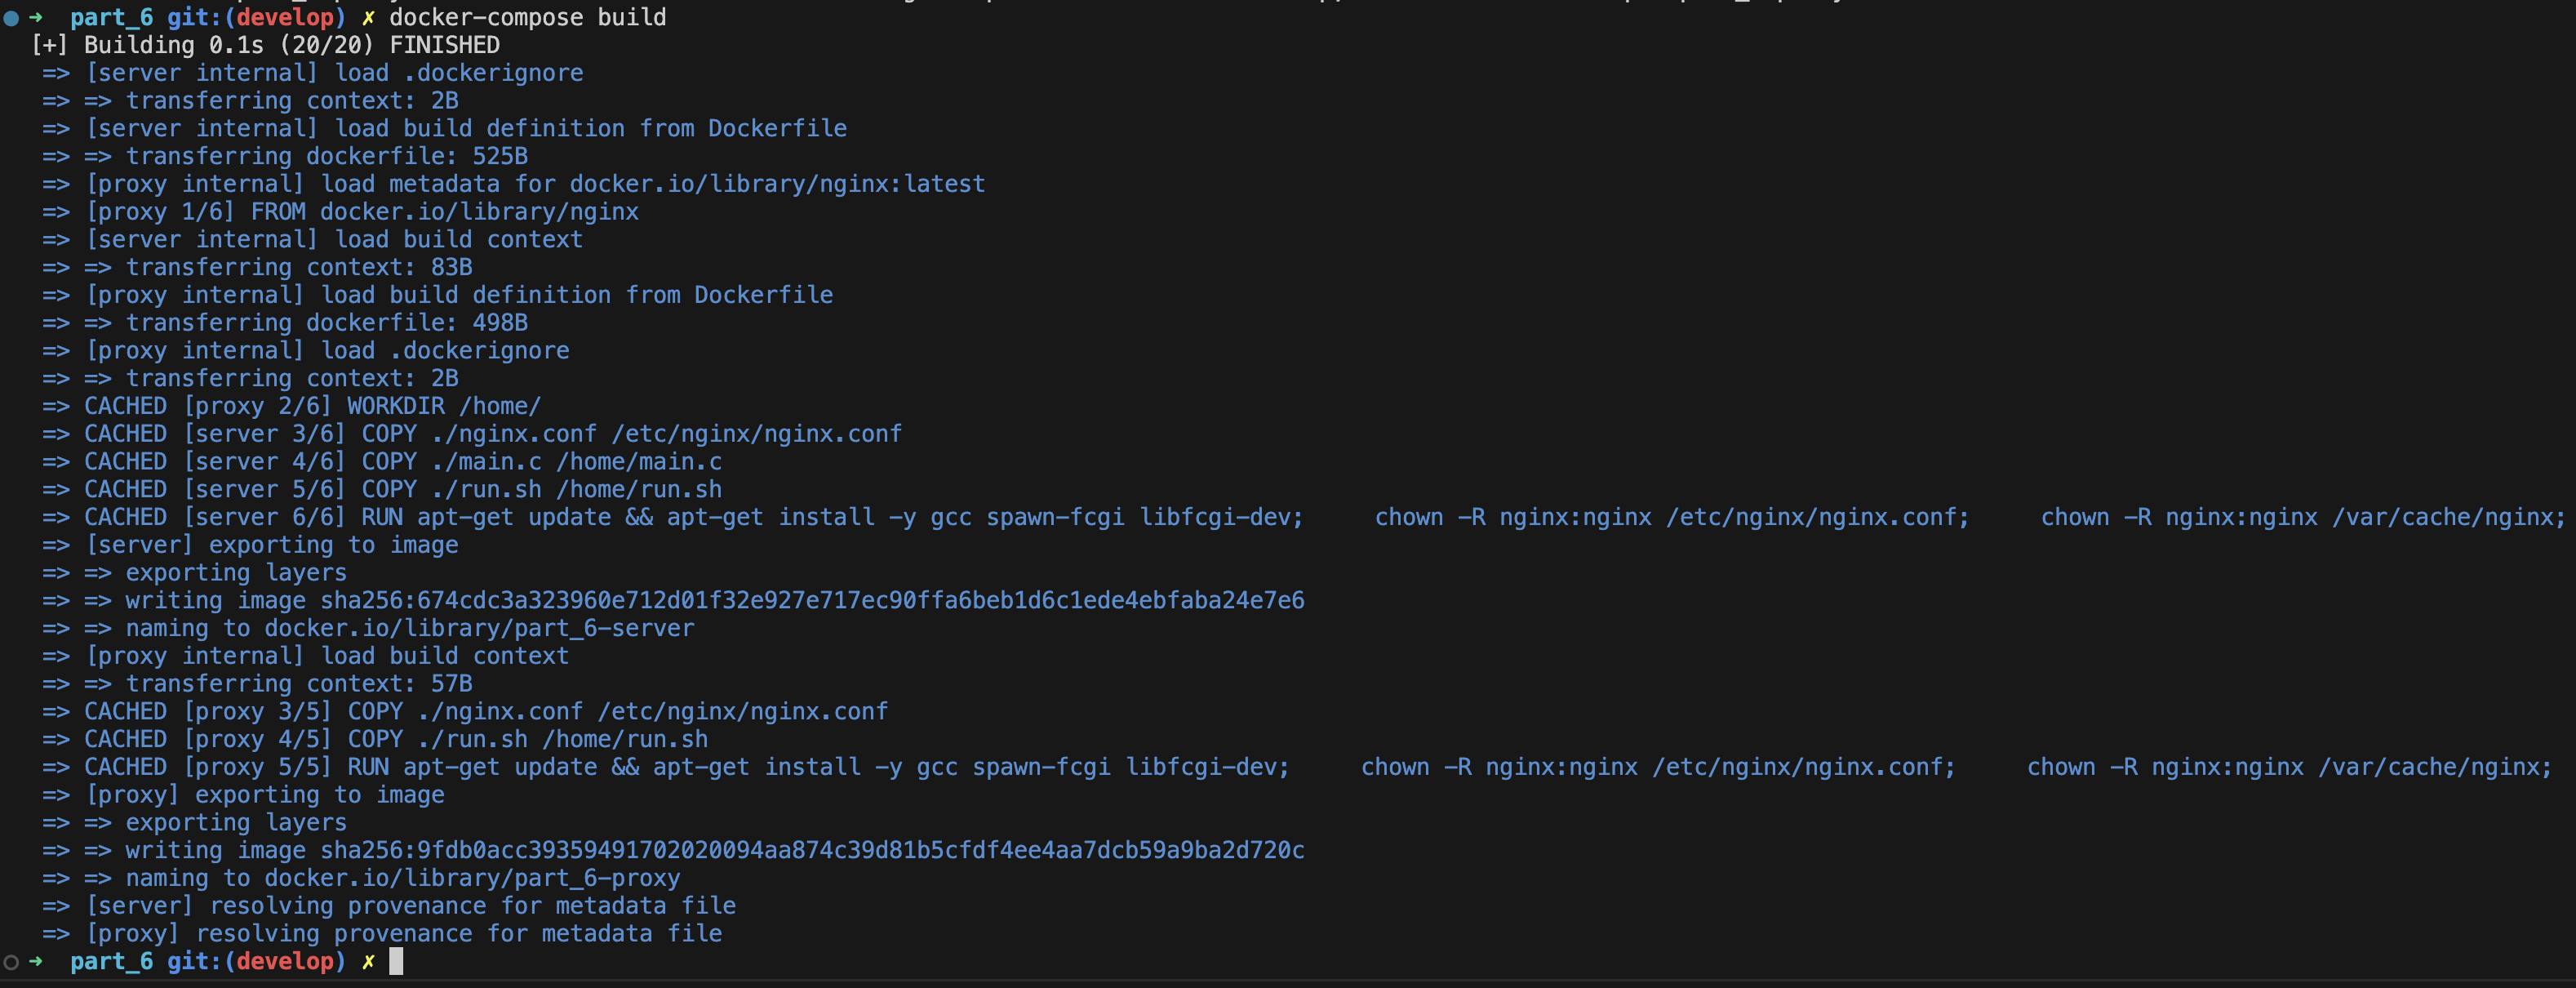 ➜ part_6 git:(develop) ✗ docker-compose build
[+] Building 0.1s (20/20) FINISHED
=> [server internal] load .dockerignore
=> => transferring context: 2B
=> [server internal] load build definition from Dockerfile
=> => transferring dockerfile: 525B
=> [proxy internal] load metadata for docker.io/library/nginx:latest
=> [proxy 1/6] FROM docker.io/library/nginx
=> [server internal] load build context
=> => transferring context: 83B
=> [proxy internal] load build definition from Dockerfile
=> => transferring dockerfile: 498B
=> [proxy internal] load .dockerignore
=> => transferring context: 2B
=> CACHED [proxy 2/6] WORKDIR /home/
=> CACHED [server 3/6] COPY ./nginx.conf /etc/nginx/nginx.conf
=> CACHED [server 4/6] COPY ./main.c /home/main.c
=> CACHED [server 5/6] COPY ./run.sh /home/run.sh
=> CACHED [server 6/6] RUN apt-get update && apt-get install -y gcc spawn-fcgi libfcgi-dev;     chown -R nginx:nginx /etc/nginx/nginx.conf;     chown -R nginx:nginx /var/cache/nginx;
=> [server] exporting to image
=> => exporting layers
=> => writing image sha256:674cdc3a323960e712d01f32e927e717ec90ffa6beb1d6c1ede4ebfaba24e7e6
=> => naming to docker.io/library/part_6-server
=> [proxy internal] load build context
=> => transferring context: 57B
=> CACHED [proxy 3/5] COPY ./nginx.conf /etc/nginx/nginx.conf
=> CACHED [proxy 4/5] COPY ./run.sh /home/run.sh
=> CACHED [proxy 5/5] RUN apt-get update && apt-get install -y gcc spawn-fcgi libfcgi-dev;     chown -R nginx:nginx /etc/nginx/nginx.conf;     chown -R nginx:nginx /var/cache/nginx;
=> [proxy] exporting to image
=> => exporting layers
=> => writing image sha256:9fdb0acc39359491702020094aa874c39d81b5cfdf4ee4aa7dcb59a9ba2d720c
=> => naming to docker.io/library/part_6-proxy
=> [server] resolving provenance for metadata file
=> [proxy] resolving provenance for metadata file
➜ part_6 git:(develop) ✗